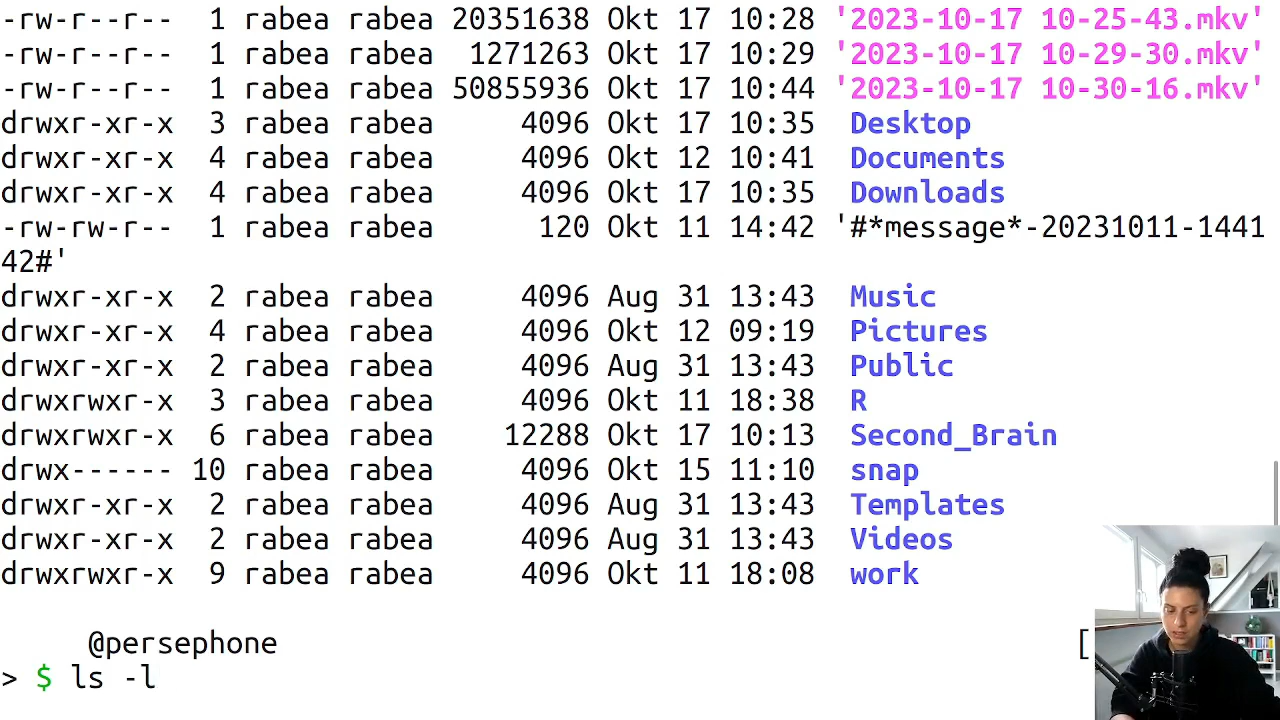 -rw-r--r-- 1 rabea rabea 20351638 Okt 17 10:28 '2023-10-17 10-25-43.mkv'
-rw-r--r-- 1 rabea rabea 1271263 Okt 17 10:29 '2023-10-17 10-29-30.mkv'
-rw-r--r-- 1 rabea rabea 50855936 Okt 17 10:44 '2023-10-17 10-30-16.mkv'
drwxr-xr-x 3 rabea rabea 4096 Okt 17 10:35 Desktop
drwxr-xr-x 4 rabea rabea 4096 Okt 12 10:41 Documents
drwxr-xr-x 4 rabea rabea 4096 Okt 17 10:35 Downloads
-rw-rw-r-- 1 rabea rabea 120 Okt 11 14:42 '#*message*-20231011-1441
42#'
drwxr-xr-x 2 rabea rabea 4096 Aug 31 13:43 Music
drwxr-xr-x 4 rabea rabea 4096 Okt 12 09:19 Pictures
drwxr-xr-x 2 rabea rabea 4096 Aug 31 13:43 Public
drwxrwxr-x 3 rabea rabea 4096 Okt 11 18:38 R
drwxrwxr-x 6 rabea rabea 12288 Okt 17 10:13 Second_Brain
drwx------ 10 rabea rabea 4096 Okt 15 11:10 snap
drwxr-xr-x 2 rabea rabea 4096 Aug 31 13:43 Templates
drwxr-xr-x 2 rabea rabea 4096 Aug 31 13:43 Videos
drwxrwxr-x 9 rabea rabea 4096 Okt 11 18:08 work
@persephone [
> $ ls -l